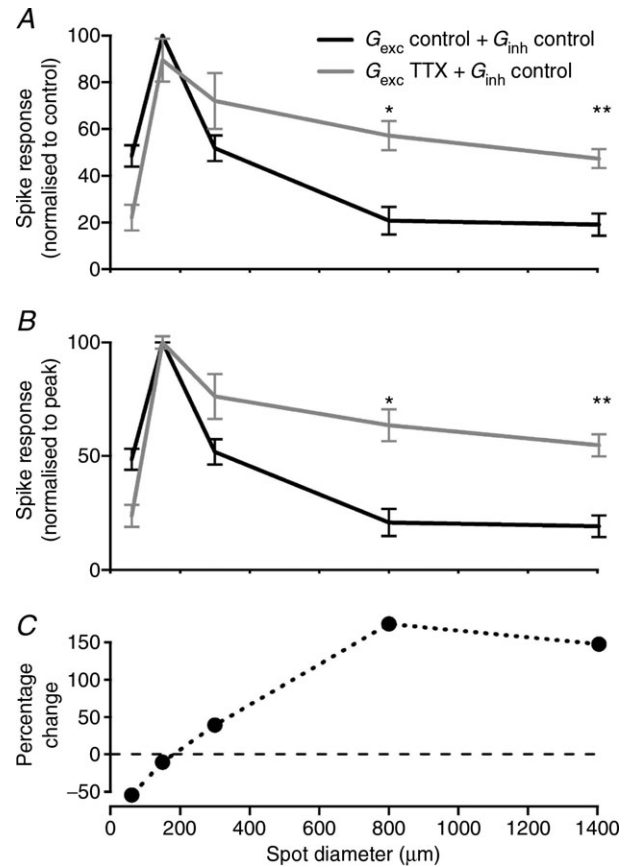 A
G exc control + G inh control
G exc TTX + G inh control
Spike response
(normalised to control)
100
80
60
40
20
0
*
**
B
Spike response
(normalised to peak)
100
50
0
*
**
C
Percentage
change
150
100
50
0
−50
0 200 400 600 800 1000 1200 1400
Spot diameter (μm)